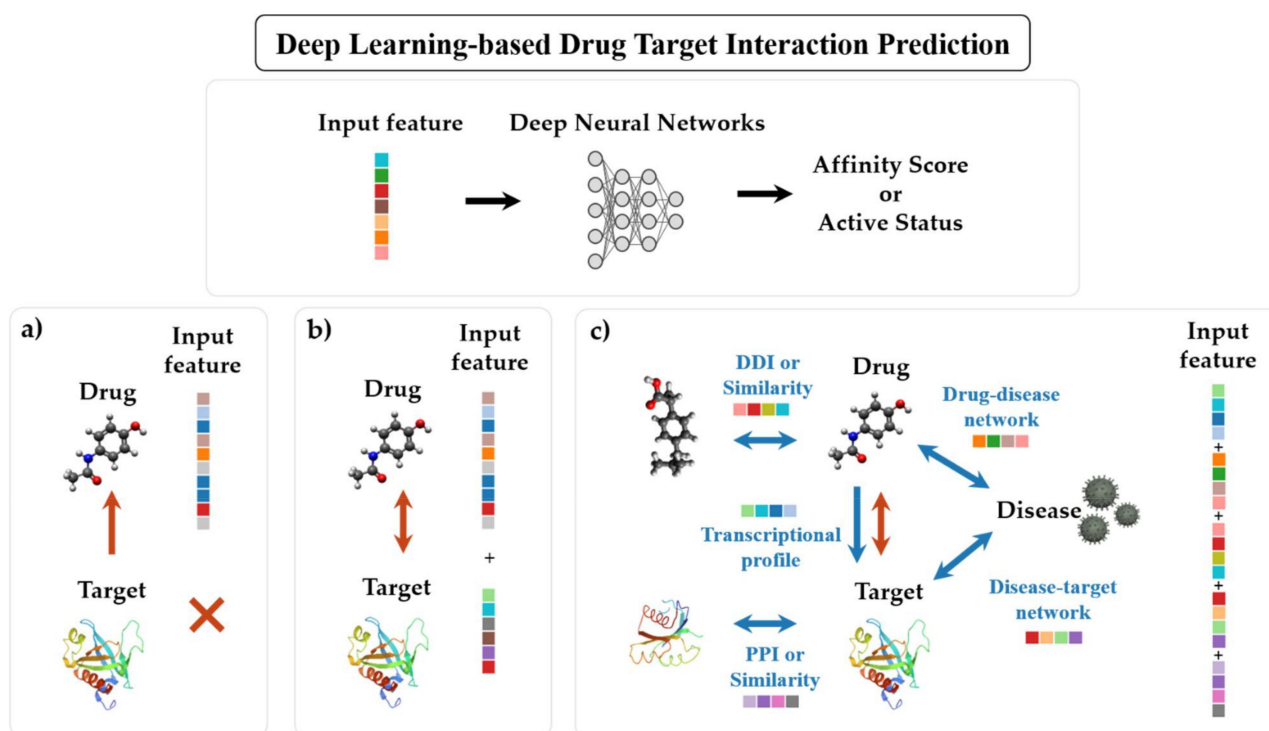 Deep Learning-based Drug Target Interaction Prediction
Input feature
Deep Neural Networks
Affinity Score
or
Active Status
a)
Input
feature
Drug
Target
b)
Input
feature
Drug
+
Target
c)
Input
feature
DDI or
Similarity
Drug
Drug-disease
network
+
Disease
+
Transcriptional
profile
+
Target
Disease-target
network
+
PPI or
Similarity